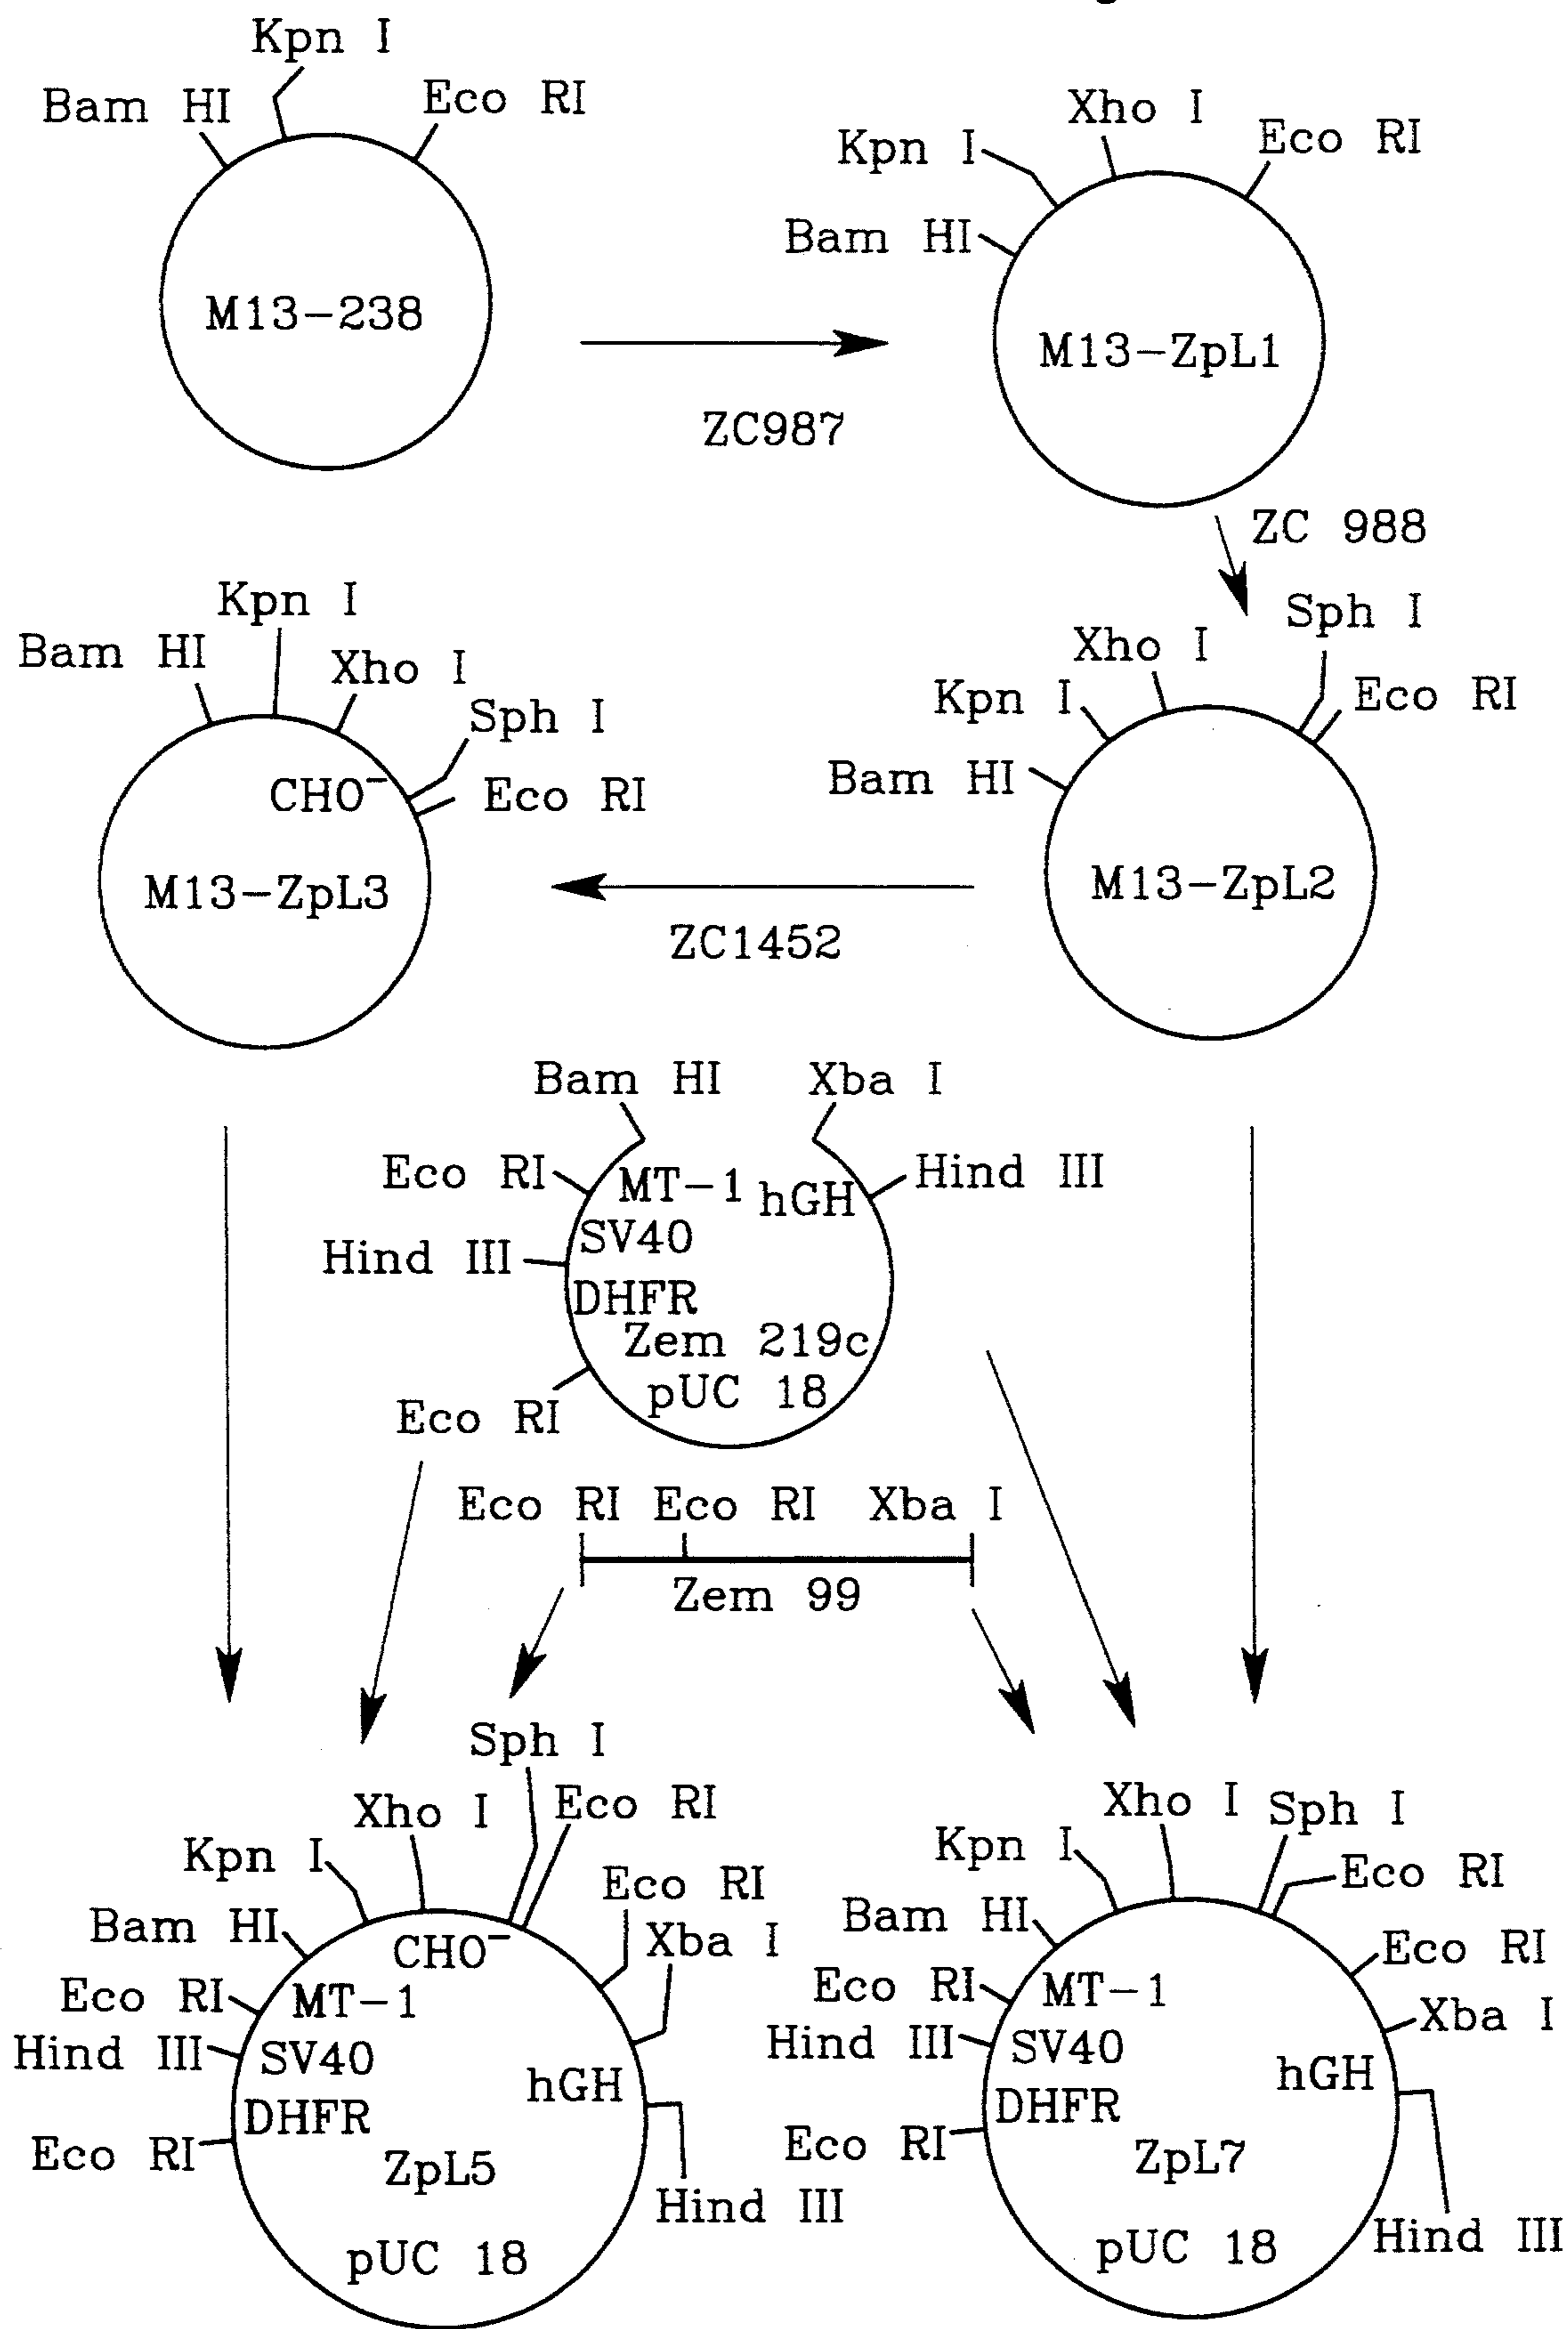 Kpn I
Bam HI
Eco RI
M13-238
ZC987
Xho I
Kpn I
Eco RI
Bam HI
M13-ZpL1
ZC 988
Kpn I
Bam HI
Xho I
Sph I
CHO⁻
Eco RI
M13-ZpL3
ZC1452
Sph I
Xho I
Kpn I
Eco RI
Bam HI
M13-ZpL2
Bam HI
Xba I
Eco RI
MT-1
hGH
Hind III
SV40
Hind III
DHFR
Zem 219c
pUC 18
Eco RI
Eco RI Eco RI Xba I
Zem 99
Sph I
Xho I
Eco RI
Kpn I
Eco RI
Bam HI
CHO⁻
Xba I
Eco RI
MT-1
Hind III
SV40
hGH
DHFR
Eco RI
ZpL5
Hind III
pUC 18
Xho I
Sph I
Kpn I
Eco RI
Bam HI
Eco RI
Eco RI
MT-1
Xba I
Hind III
SV40
hGH
DHFR
Eco RI
ZpL7
Hind III
pUC 18